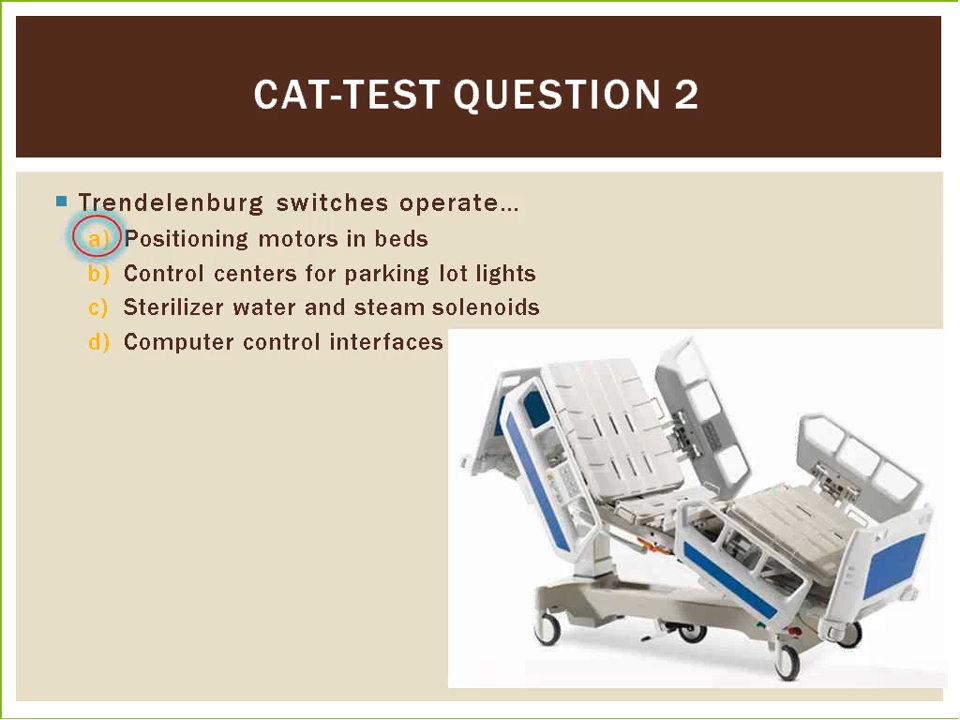 CAT-TEST QUESTION 2
Trendelenburg switches operate…
a) Positioning motors in beds
b) Control centers for parking lot lights
c) Sterilizer water and steam solenoids
d) Computer control interfaces